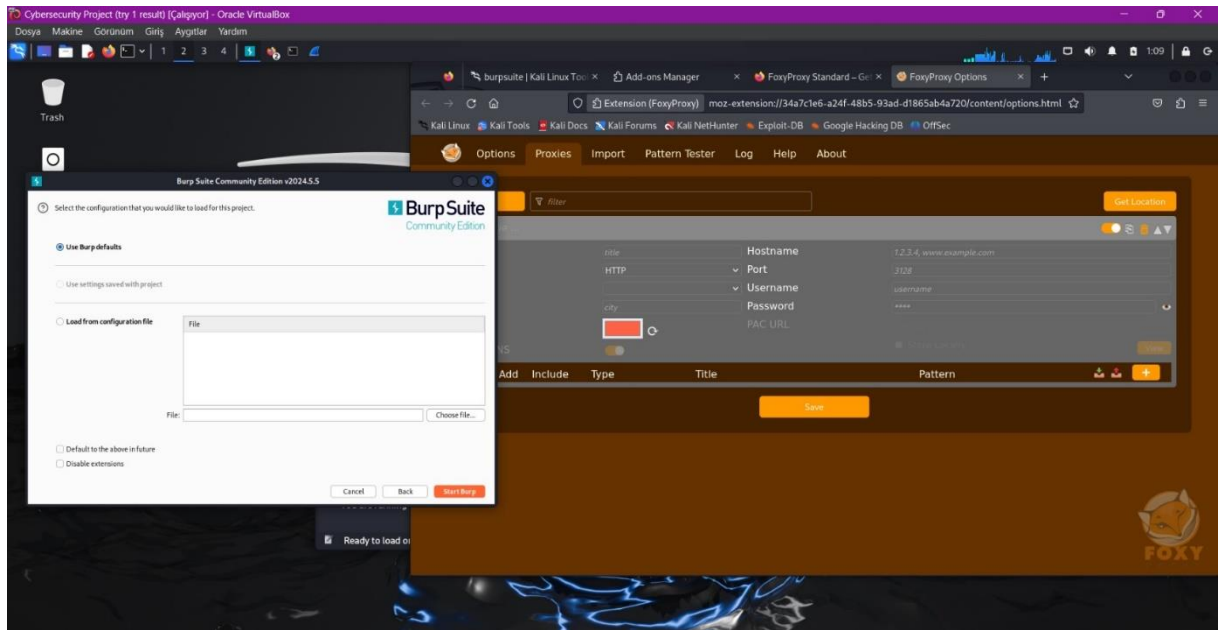 Cybersecurity Project (try 1 result) [Çalışıyor] - Oracle VirtualBox
Dosya Makine Görünüm Giriş Aygıtlar Yardım
1 2 3 4
1:09
burpsuite | Kali Linux Too
Add-ons Manager
FoxyProxy Standard – Get
FoxyProxy Options
Extension (FoxyProxy) moz-extension://34a7c1e6-a24f-48b5-93ad-d1865ab4a720/content/options.html
Kali Linux Kali Tools Kali Docs Kali Forums Kali NetHunter Exploit-DB Google Hacking DB OffSec
Trash
Options Proxies Import Pattern Tester Log Help About
Burp Suite Community Edition v2024.5.5
Select the configuration that you would like to load for this project.
Burp Suite
Community Edition
Use Burp defaults
Use settings saved with project
Load from configuration file
File
File:
Choose file...
Default to the above in future
Disable extensions
Cancel Back Start Burp
filter
Get Location
title
Hostname
1.2.3.4, www.example.com
HTTP
Port
3128
Username
username
city
Password
****
PAC URL
View
Add Include Type Title Pattern
Save
Ready to load
FOXY